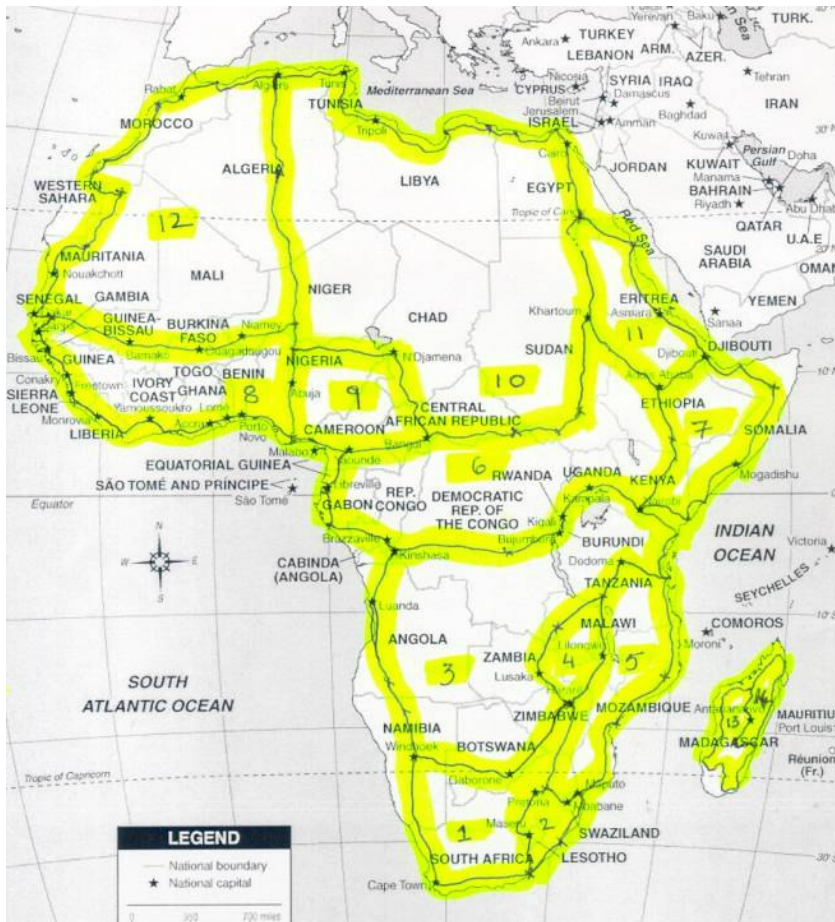 Yerevan
Baku
TURK.
Ankara
TURKEY
ARM.
AZER.
LEBANON
Nicosia
CYPRUS
SYRIA
IRAQ
Tehran
Beirut
Damascus
Jerusalem
Baghdad
IRAN
Mediterranean Sea
ISRAEL
Amman
Algiers
Tunis
Rabat
TUNISIA
Tripoli
MOROCCO
Cairo
Kuwait
Persian
Gulf
Doha
JORDAN
KUWAIT
Manama
BAHRAIN
Riyadh
Abu Dhab
ALGERIA
LIBYA
EGYPT
WESTERN
SAHARA
Tropic of Can
Red Sea
QATAR
U.A.E
12
SAUDI
ARABIA
OMAN
MAURITANIA
Nouakchott
MALI
NIGER
CHAD
Khartoum
ERITREA
Asmara
YEMEN
Sanaa
SENEGAL
GAMBIA
GUINEA-
BISSAU
BURKINA
FASO
Niamey
Bissau
Bamako
Ouagadougou
N'Djamena
SUDAN
11
Djibouti
DJIBOUTI
GUINEA
NIGERIA
Conakry
Freetown
TOGO
BENIN
10
Addis Ababa
SIERRA
LEONE
IVORY
COAST
GHANA
8
Abuja
9
ETHIOPIA
Yamoussoukro
Lomé
Monrovia
Accra
Porto
Novo
CENTRAL
AFRICAN REPUBLIC
7
SOMALIA
LIBERIA
CAMEROON
Bangui
Malabo
Yaounde
6
Mogadishu
EQUATORIAL GUINEA
RWANDA
UGANDA
KENYA
SÃO TOMÉ AND PRÍNCIPE
Libreville
Kampala
Equator
São Tomé
GABON
REP.
CONGO
DEMOCRATIC
REP. OF
THE CONGO
Kigali
Nairobi
INDIAN
OCEAN
Brazzaville
Bujumbura
BURUNDI
Victoria
N
W
E
S
CABINDA
(ANGOLA)
Kinshasa
Dodoma
SEYCHELLES
TANZANIA
Luanda
10°S
MALAWI
COMOROS
Moroni
ANGOLA
Lilongwe
SOUTH
ATLANTIC OCEAN
3
ZAMBIA
Lusaka
4
5
Harare
14
Antananarivo
13
MAURITIU
Port Louis
NAMIBIA
ZIMBABWE
MOZAMBIQUE
MADAGASCAR
Windhoek
BOTSWANA
Réunion
(Fr.)
Tropic of Capricorn
Gaborone
Pretoria
Maputo
Mbabane
LEGEND
1
Maseru
2
SWAZILAND
National boundary
SOUTH AFRICA
LESOTHO
National capital
Cape Town
0
700 miles